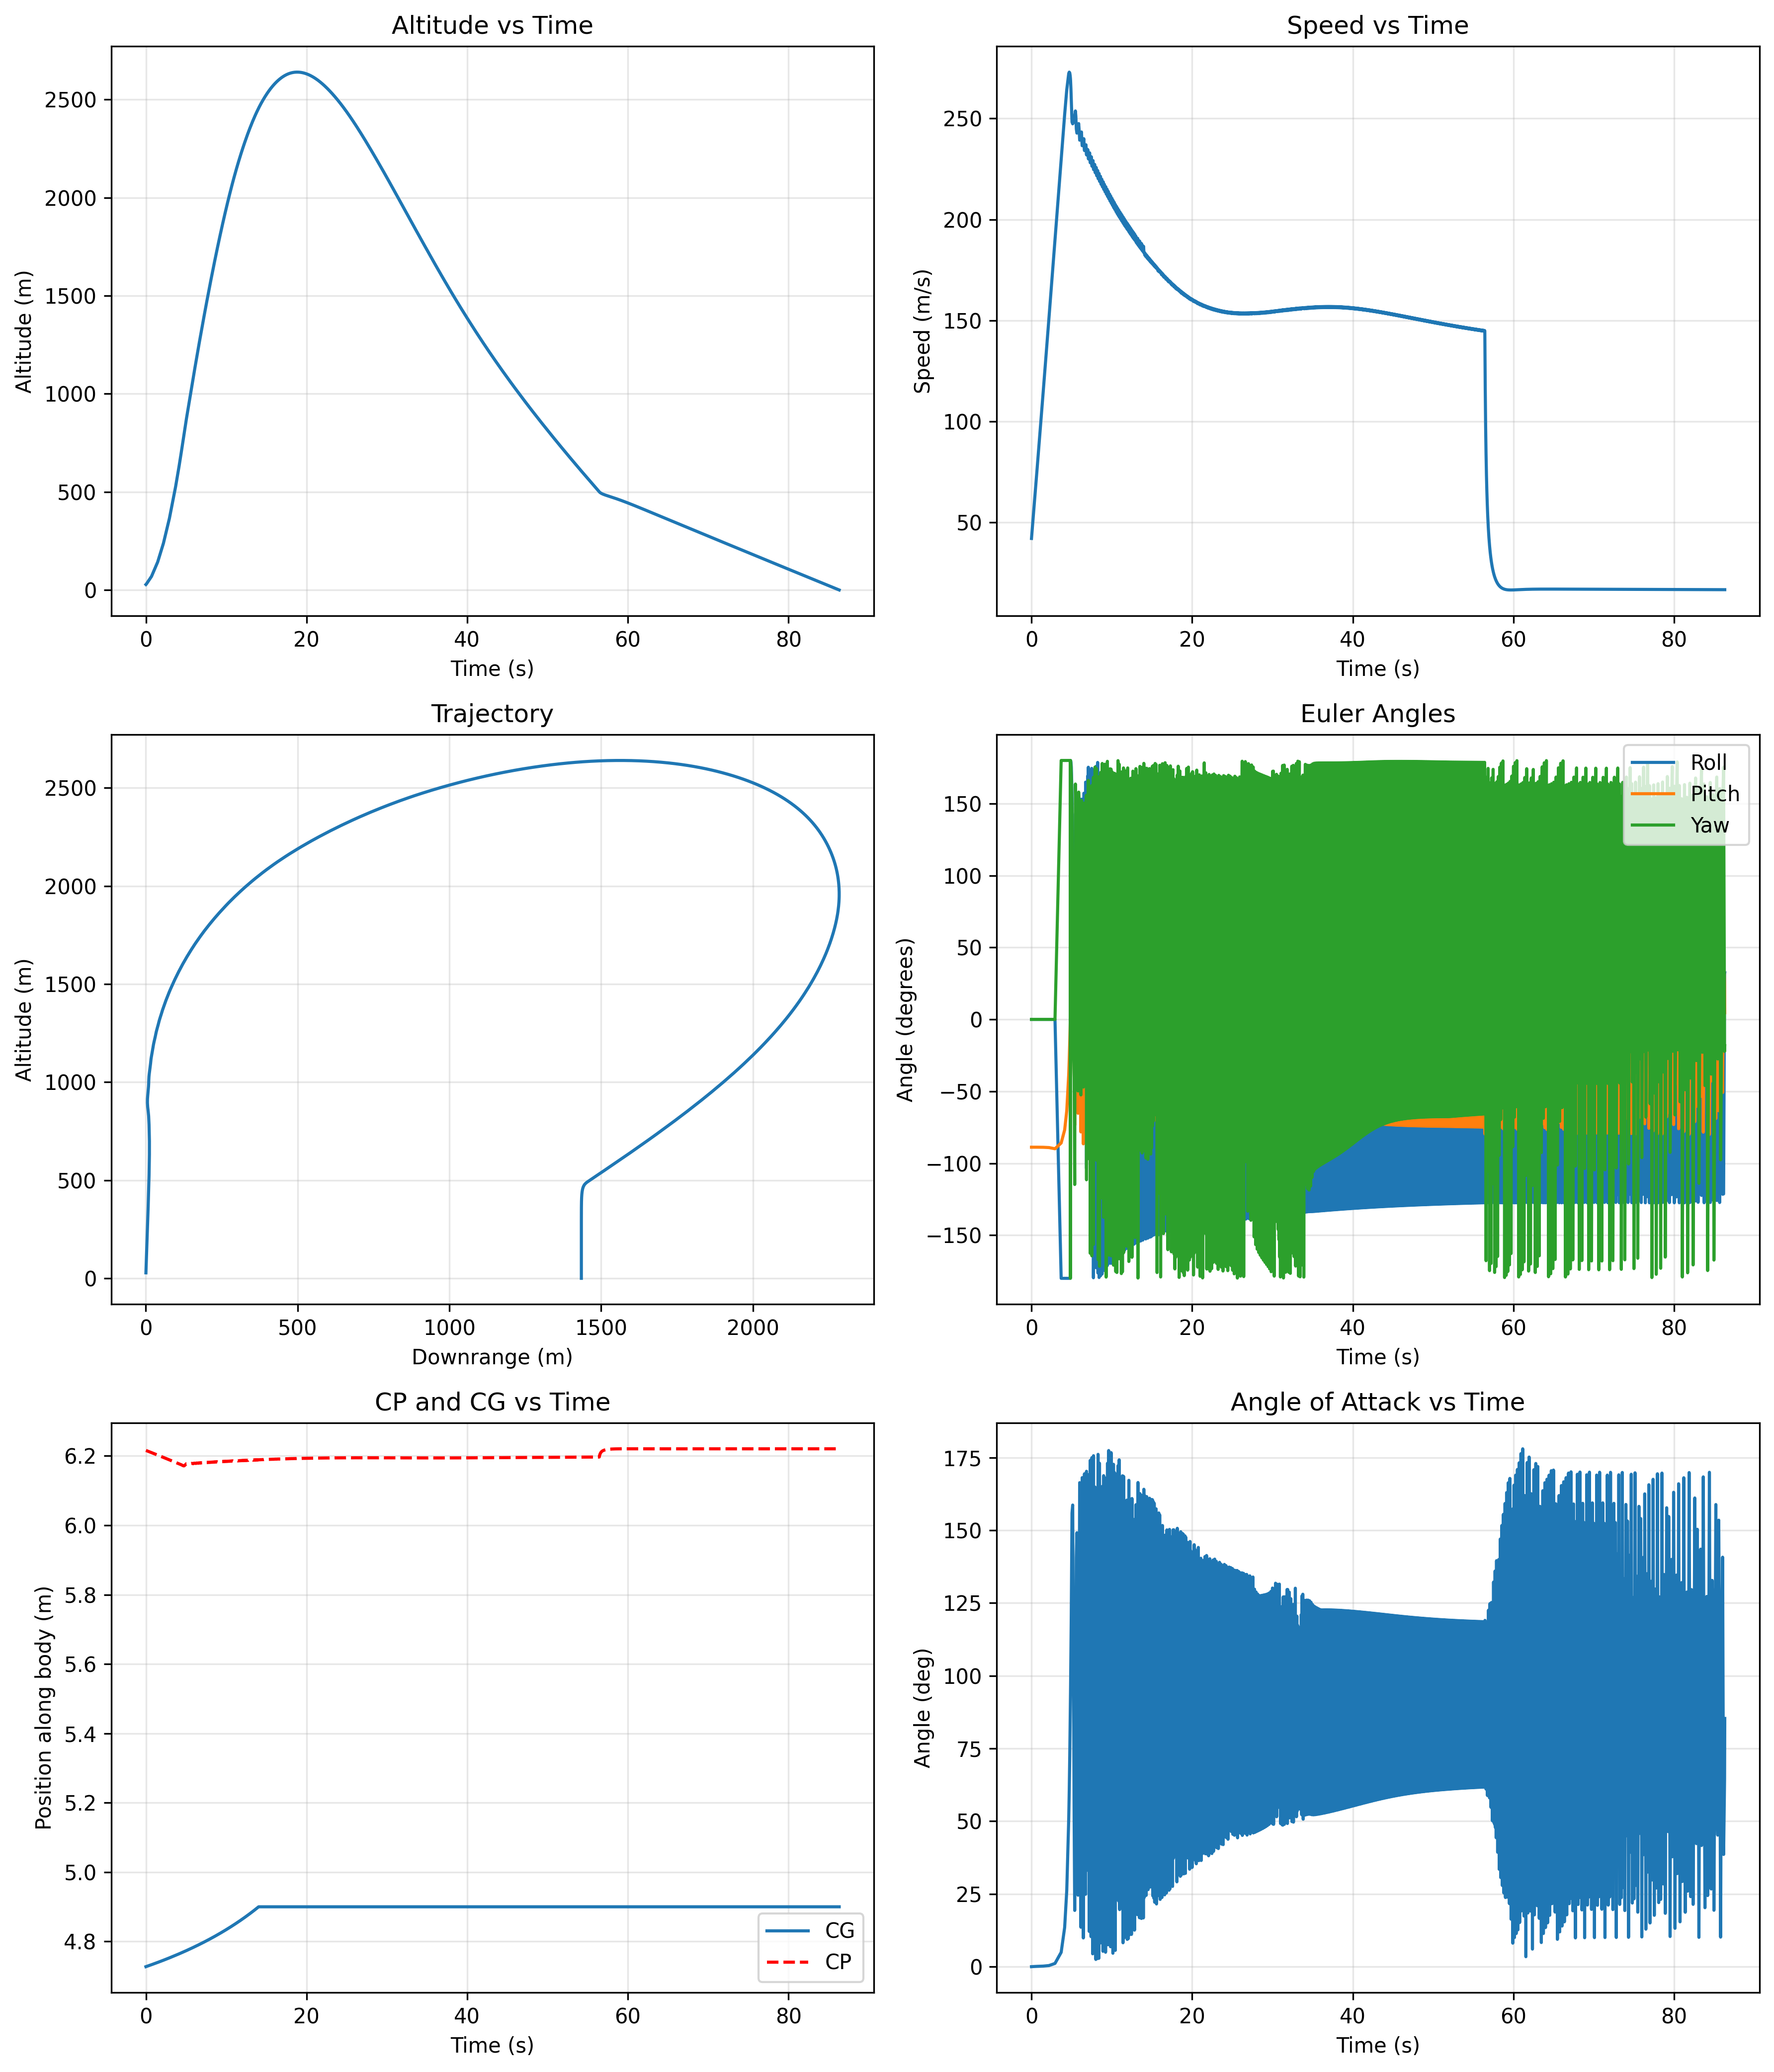 Altitude vs Time
Altitude (m)
2500
2000
1500
1000
500
0
0 20 40 60 80
Time (s)
Speed vs Time
Speed (m/s)
250
200
150
100
50
0 20 40 60 80
Time (s)
Trajectory
Altitude (m)
2500
2000
1500
1000
500
0
0 500 1000 1500 2000
Downrange (m)
Euler Angles
Angle (degrees)
150
100
50
0
−50
−100
−150
Roll
Pitch
Yaw
0 20 40 60 80
Time (s)
CP and CG vs Time
Position along body (m)
6.2
6.0
5.8
5.6
5.4
5.2
5.0
4.8
CG
CP
0 20 40 60 80
Time (s)
Angle of Attack vs Time
Angle (deg)
175
150
125
100
75
50
25
0
0 20 40 60 80
Time (s)